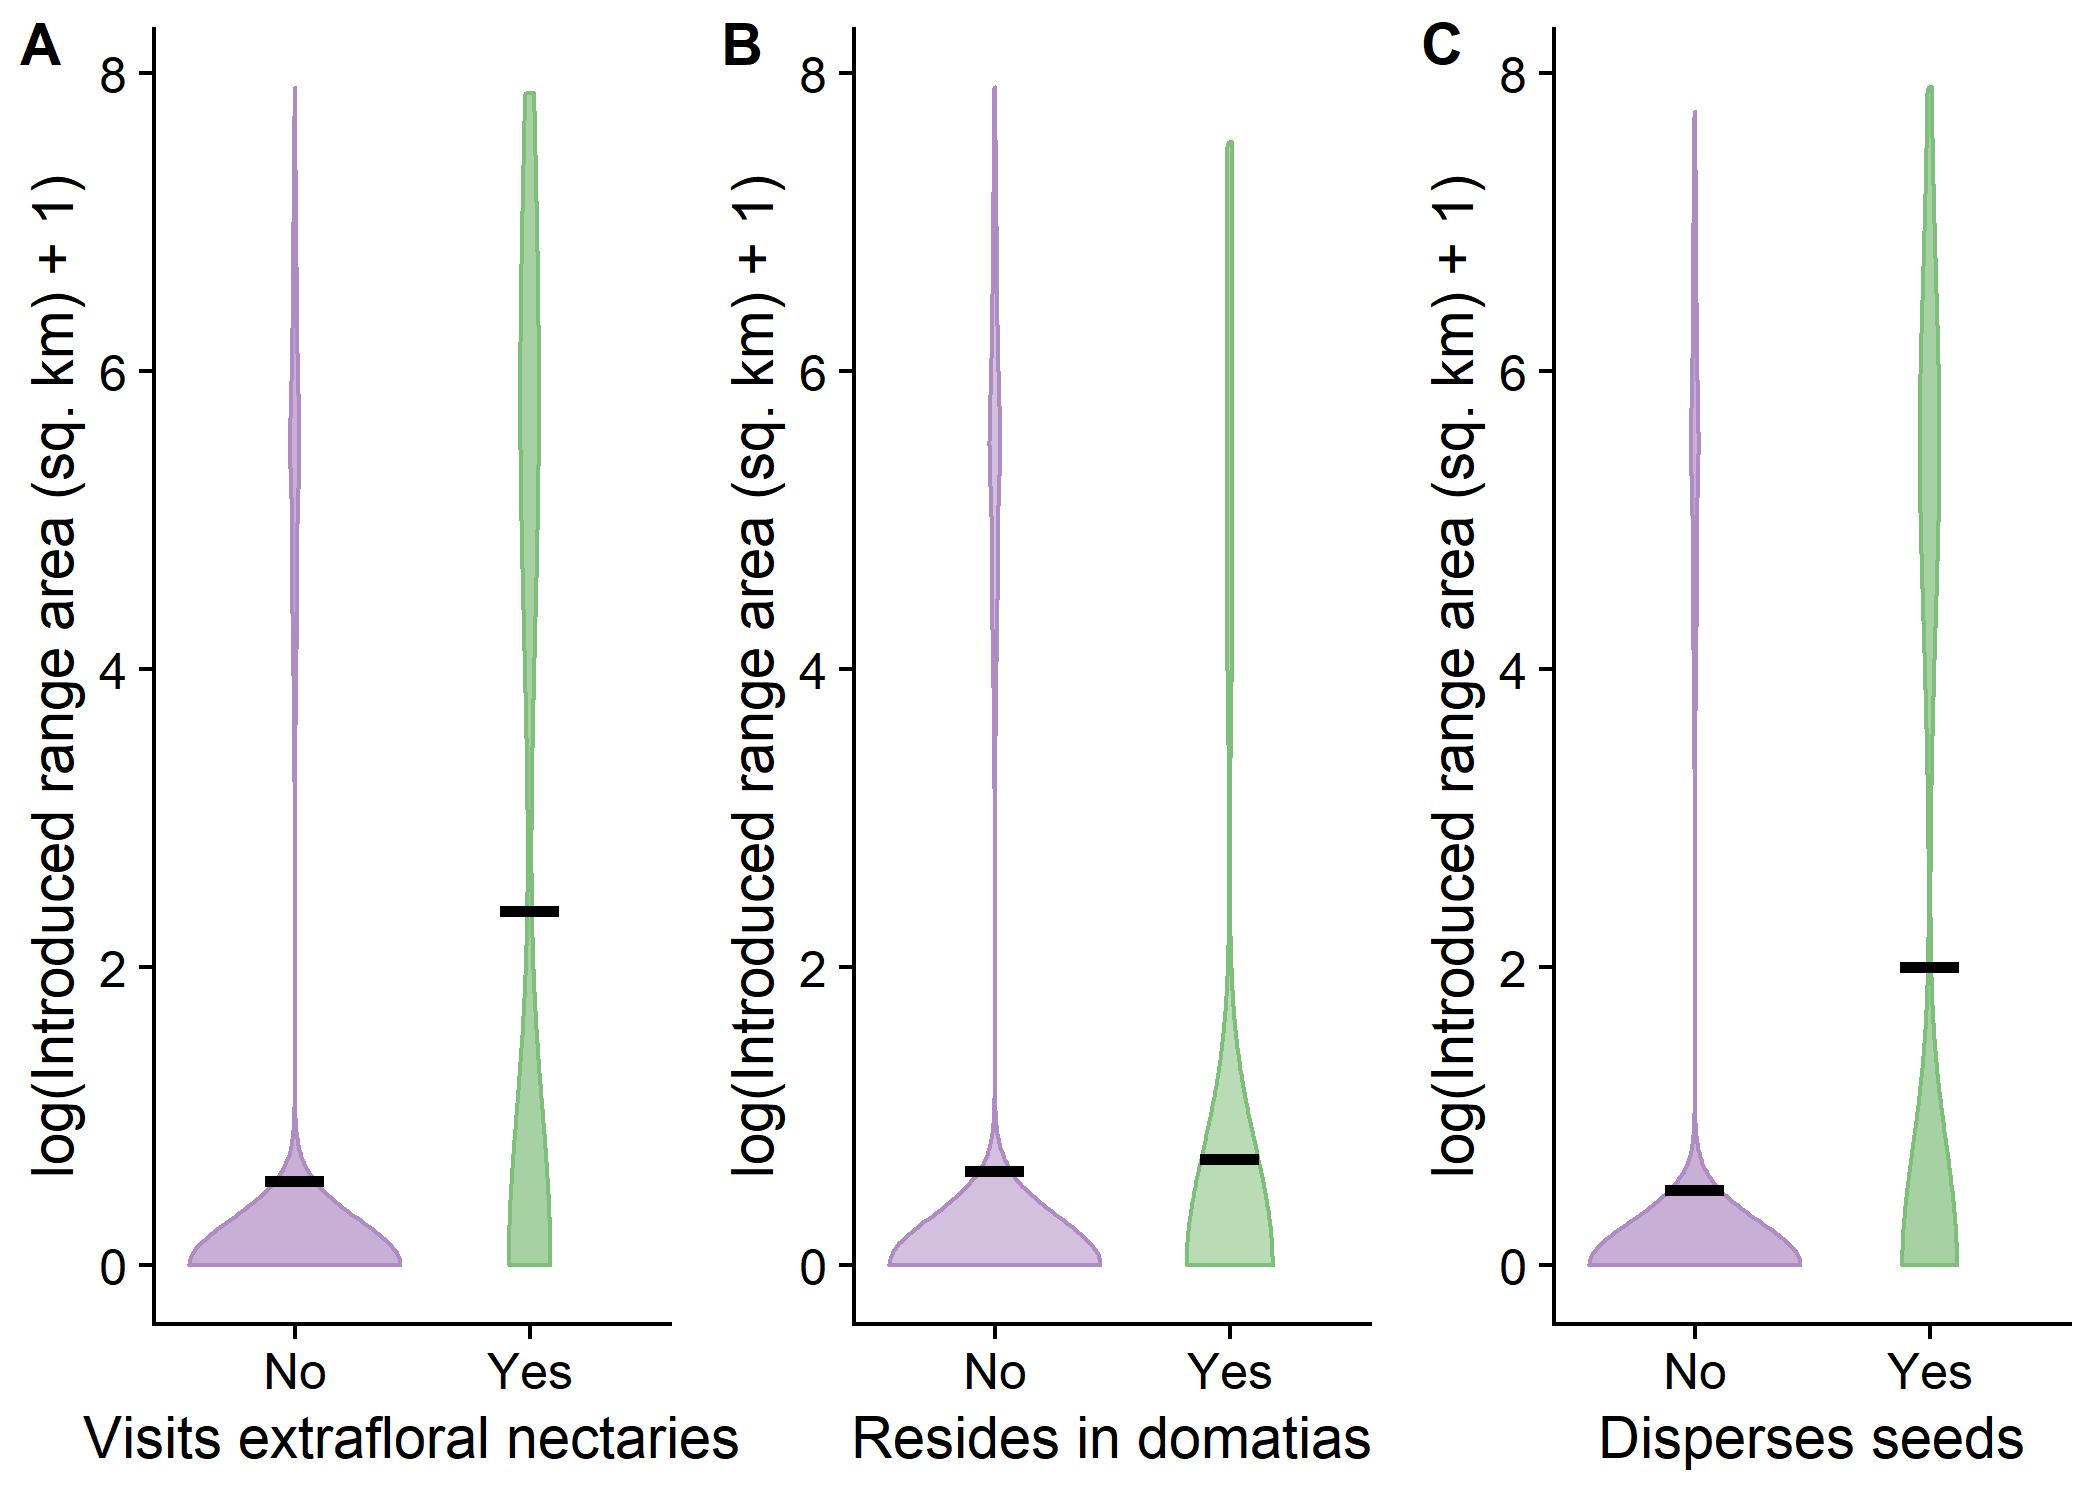 A
log(Introduced range area (sq. km) + 1)
8
6
4
2
0
No Yes
Visits extrafloral nectaries
B
log(Introduced range area (sq. km) + 1)
8
6
4
2
0
No Yes
Resides in domatias
C
log(Introduced range area (sq. km) + 1)
8
6
4
2
0
No Yes
Disperses seeds